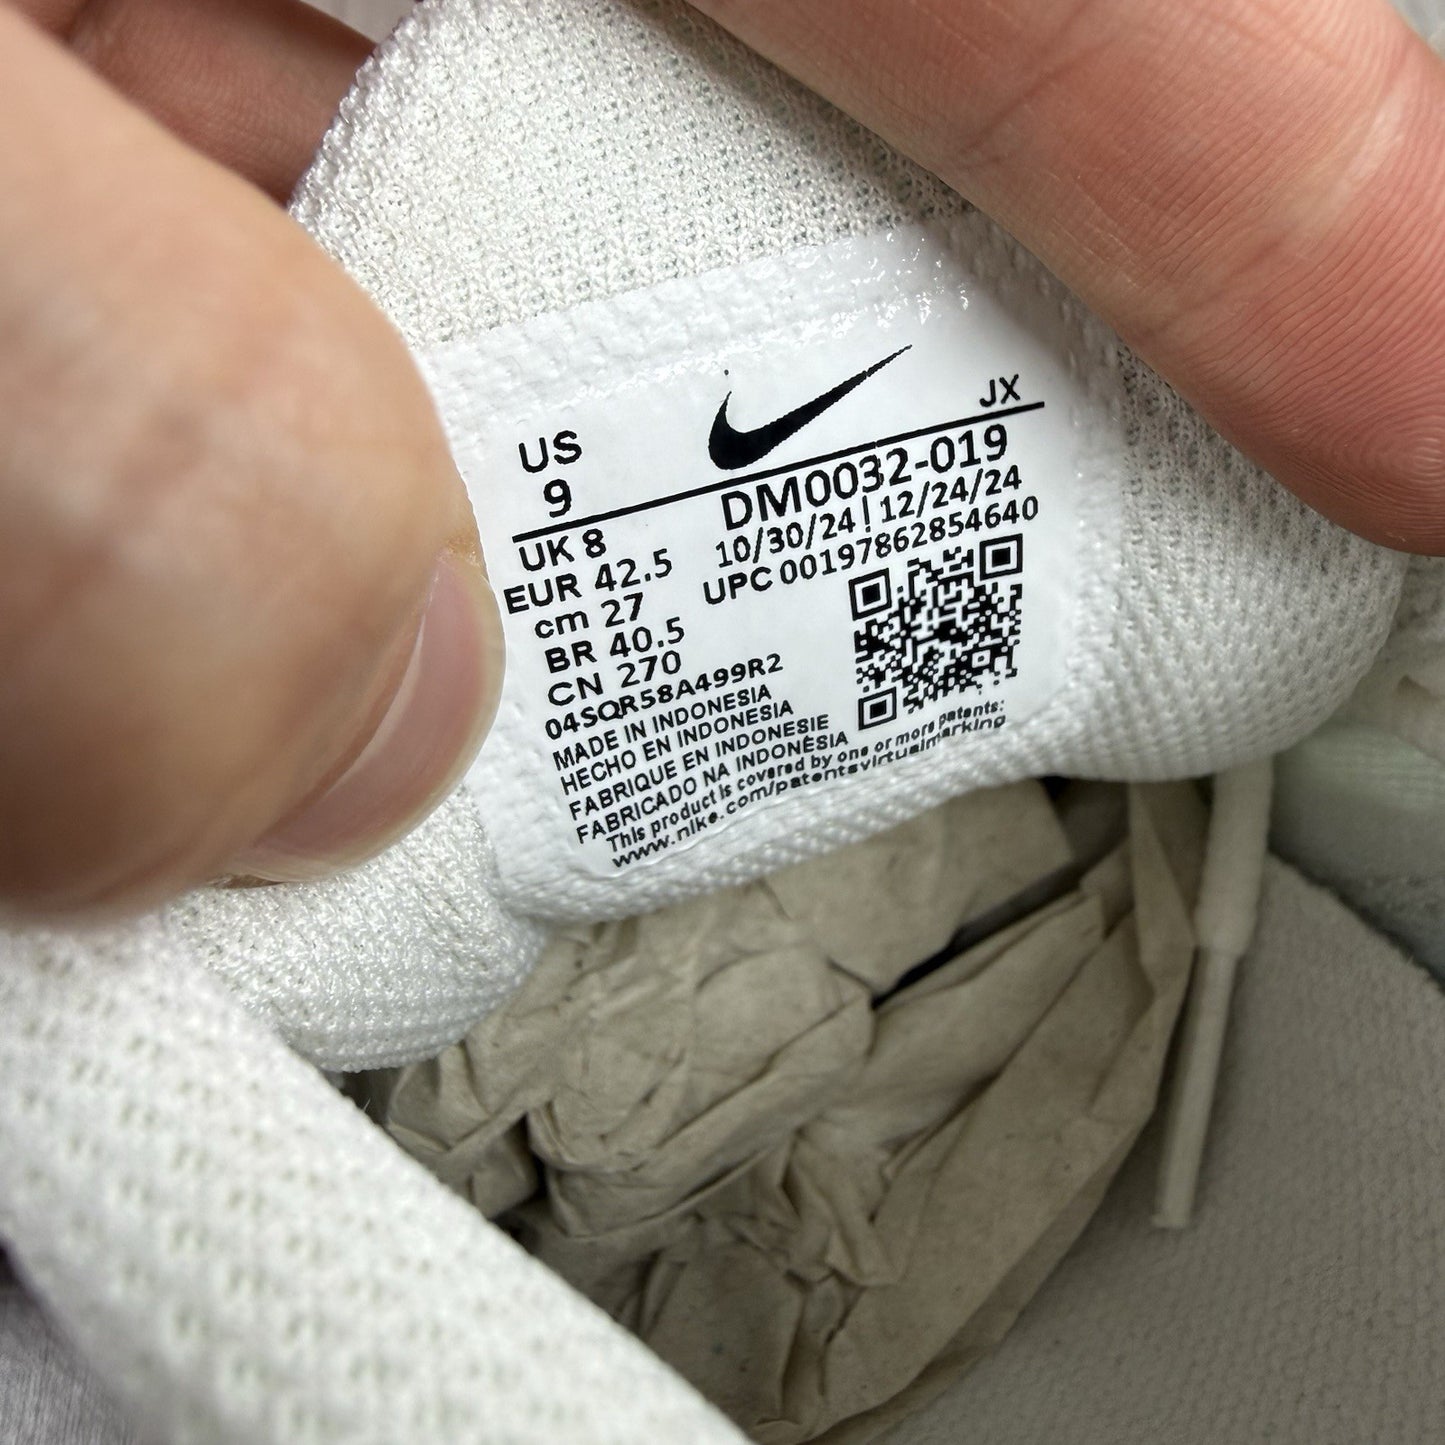 JX
US
9
DM0032-019
10/30/24 | 12/24/24
UPC 00197862854640
UK 8
EUR 42.5
cm 27
BR 40.5
CN 270
04SQR58A499R2
MADE IN INDONESIA
HECHO EN INDONESIA
FABRIQUE EN INDONESIE
FABRICADO NA INDONÉSIA
This product is covered by one or more patents:
www.nike.com/patentsvirtualmarking